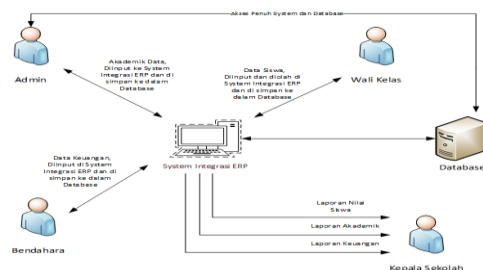 Akses Penuh System dan Database
Admin
Akademik Data,
Diinput ke System
Integrasi ERP dan di
simpan ke dalam
Database
Data Siswa,
Diinput dan diolah di
System Integrasi ERP
dan di simpan ke
dalam Database
Wali Kelas
Data Keuangan,
Diinput di System
Integrasi ERP dan di
simpan ke dalam
Database
System Integrasi ERP
Database
Bendahara
Laporan Nilai
Siswa
Laporan Akademik
Laporan Keuangan
Kepala Sekolah